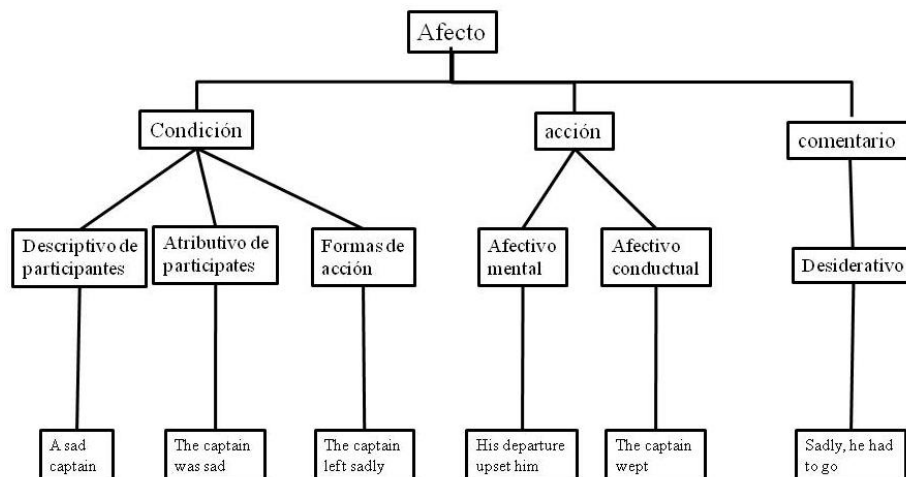 Afecto
Condición
acción
comentario
Descriptivo de
participantes
Atributivo de
participates
Formas de
acción
Afectivo
mental
Afectivo
conductual
Desiderativo
A sad
captain
The captain
was sad
The captain
left sadly
His departure
upset him
The captain
wept
Sadly, he had
to go